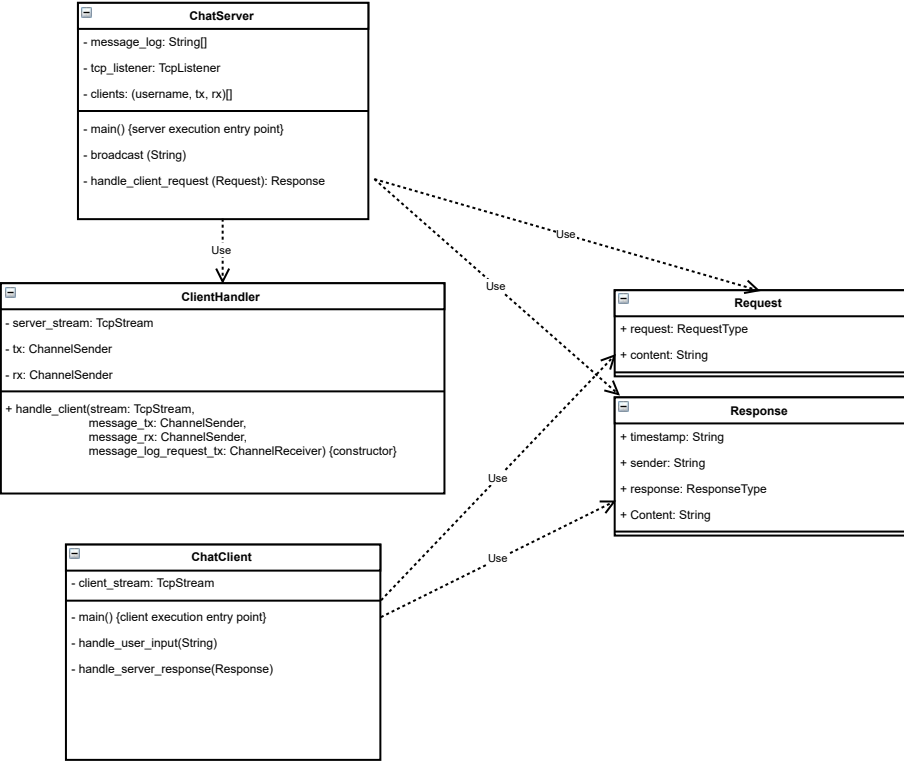 ChatServer
- message_log: String[]
- tcp_listener: TcpListener
- clients: (username, tx, rx)[]
- main() {server execution entry point}
- broadcast (String)
- handle_client_request (Request): Response
Use
Use
Use
ClientHandler
- server_stream: TcpStream
- tx: ChannelSender
- rx: ChannelSender
+ handle_client(stream: TcpStream,
message_tx: ChannelSender,
message_rx: ChannelSender,
message_log_request_tx: ChannelReceiver) {constructor}
Request
+ request: RequestType
+ content: String
Response
+ timestamp: String
+ sender: String
+ response: ResponseType
+ Content: String
Use
Use
ChatClient
- client_stream: TcpStream
- main() {client execution entry point}
- handle_user_input(String)
- handle_server_response(Response)